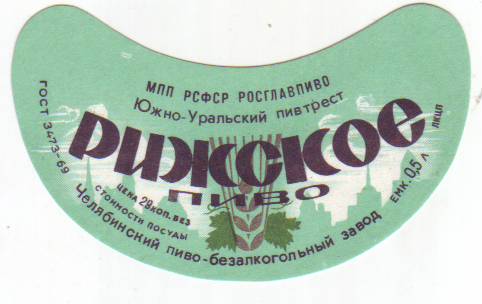 МПП РСФСР РОСГЛАВПИВО
Южно-Уральский пивтрест
РИЖСКОЕ
ПИВО
ГОСТ 3473-69
ЦЕНА 28 КОП. БЕЗ
СТОИМОСТИ ПОСУДЫ
ЕМК. 0,5 Л
Челябинский пиво-безалкогольный завод